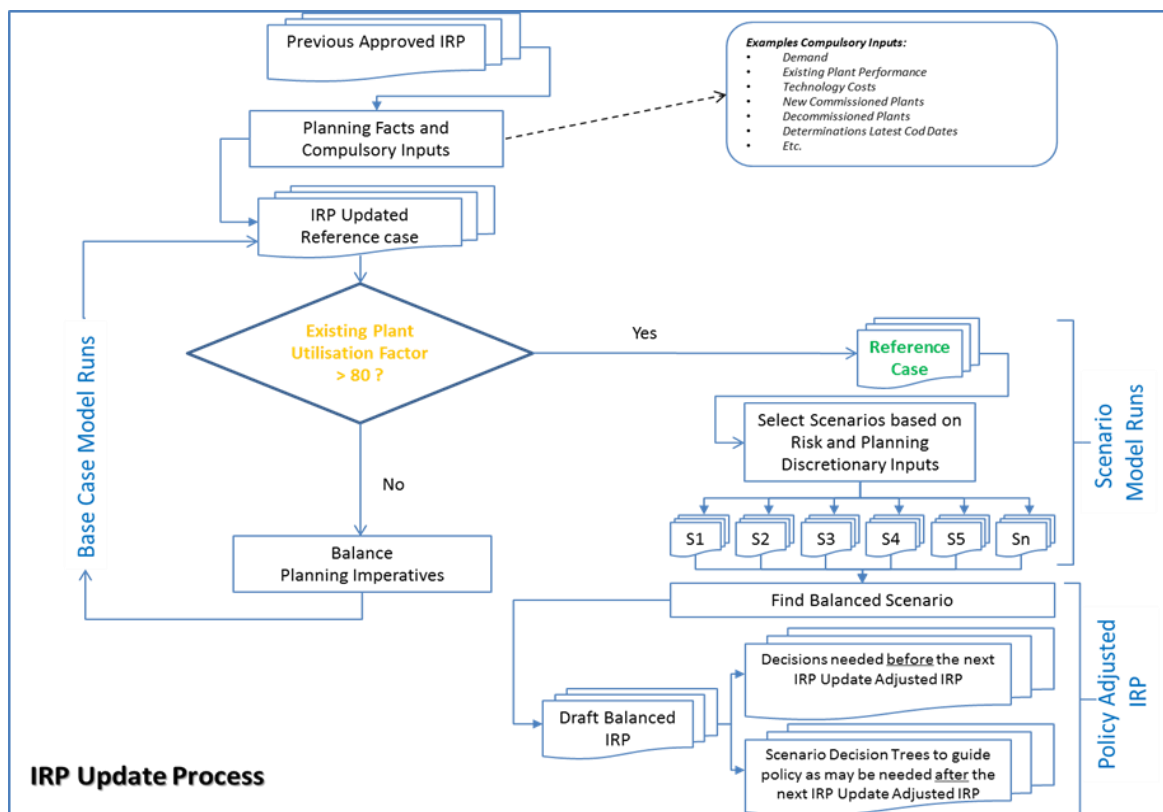 Previous Approved IRP
Examples Compulsory Inputs:
• Demand
• Existing Plant Performance
• Technology Costs
• New Commissioned Plants
• Decommissioned Plants
• Determinations Latest Cod Dates
• Etc.
Planning Facts and
Compulsory Inputs
IRP Updated
Reference case
Existing Plant
Utilisation Factor
> 80 ?
Yes
No
Reference
Case
Select Scenarios based on
Risk and Planning
Discretionary Inputs
S1
S2
S3
S4
S5
Sn
Balance
Planning Imperatives
Base Case Model Runs
Scenario
Model Runs
Find Balanced Scenario
Decisions needed before the next
IRP Update Adjusted IRP
Draft Balanced
IRP
Scenario Decision Trees to guide
policy as may be needed after the
next IRP Update Adjusted IRP
Policy Adjusted
IRP
IRP Update Process